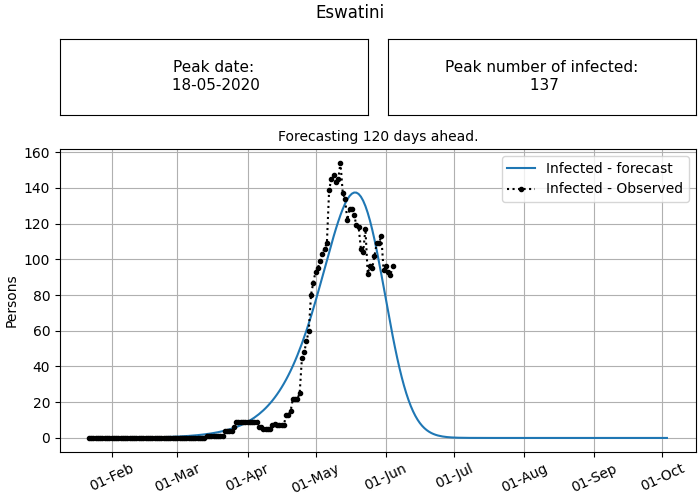 Eswatini
Peak date:
18-05-2020
Peak number of infected:
137
Forecasting 120 days ahead.
160
140
120
100
80
60
40
20
0
Persons
Infected - forecast
Infected - Observed
01-Feb
01-Mar
01-Apr
01-May
01-Jun
01-Jul
01-Aug
01-Sep
01-Oct